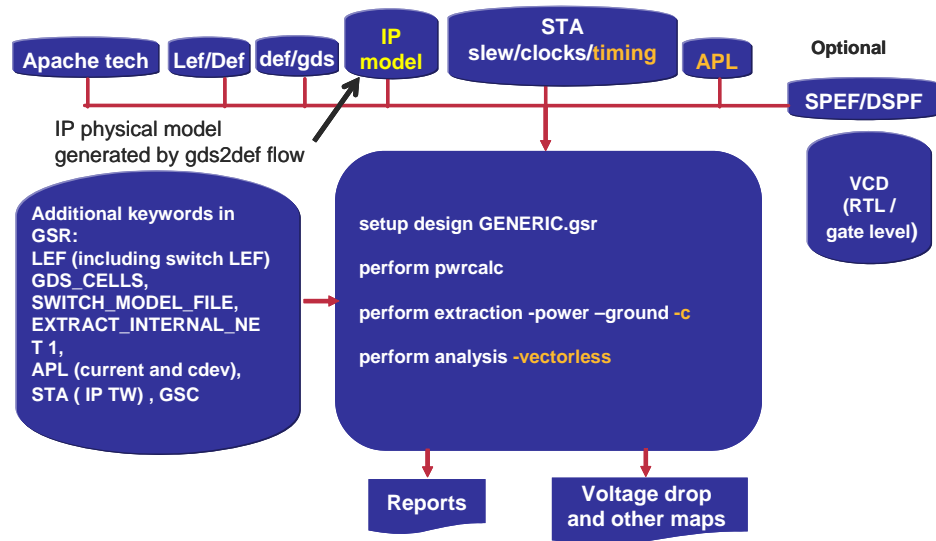 Apache tech
Lef/Def
def/gds
IP
model
STA
slew/clocks/timing
APL
Optional
SPEF/DSPF
VCD
(RTL /
gate level)
IP physical model
generated by gds2def flow
Additional keywords in
GSR:
LEF (including switch LEF)
GDS_CELLS,
SWITCH_MODEL_FILE,
EXTRACT_INTERNAL_NE
T 1,
APL (current and cdev),
STA ( IP TW) , GSC
setup design GENERIC.gsr
perform pwrcalc
perform extraction -power –ground -c
perform analysis -vectorless
Reports
Voltage drop
and other maps